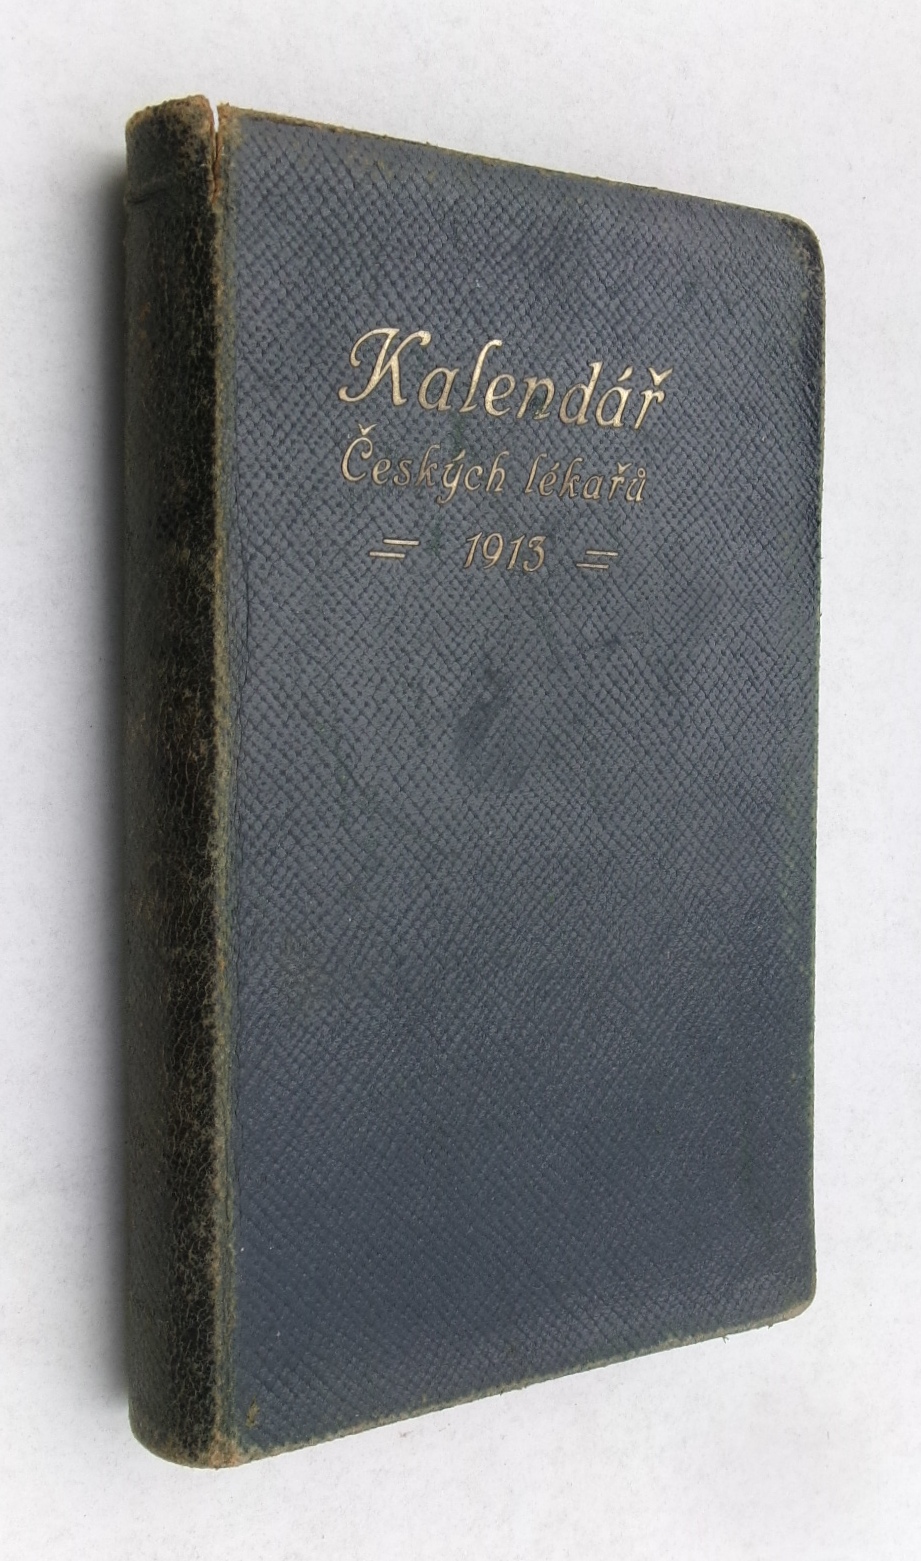 Kalendář
Českých lékařů
= 1913 =